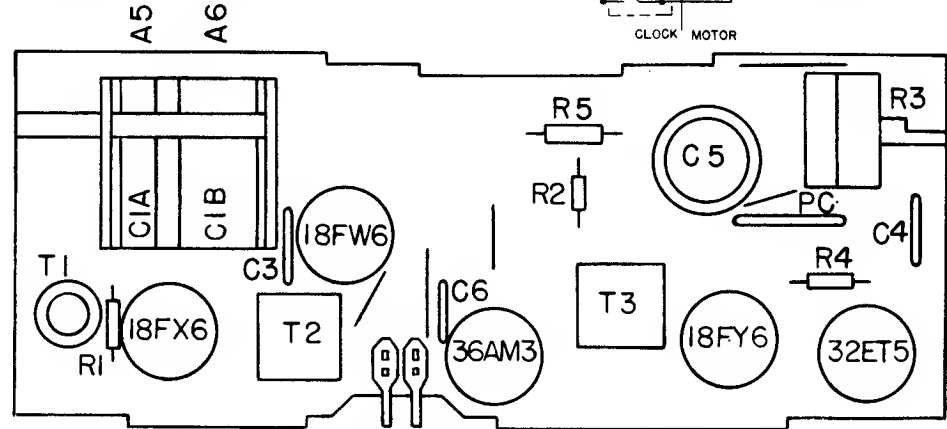 A5
A6
CLOCK MOTOR
R5
R3
C5
R2
PC
C1A
C1B
18FW6
C4
C3
T1
R4
C6
T3
18FX6
T2
36AM3
18FY6
32ET5
R1